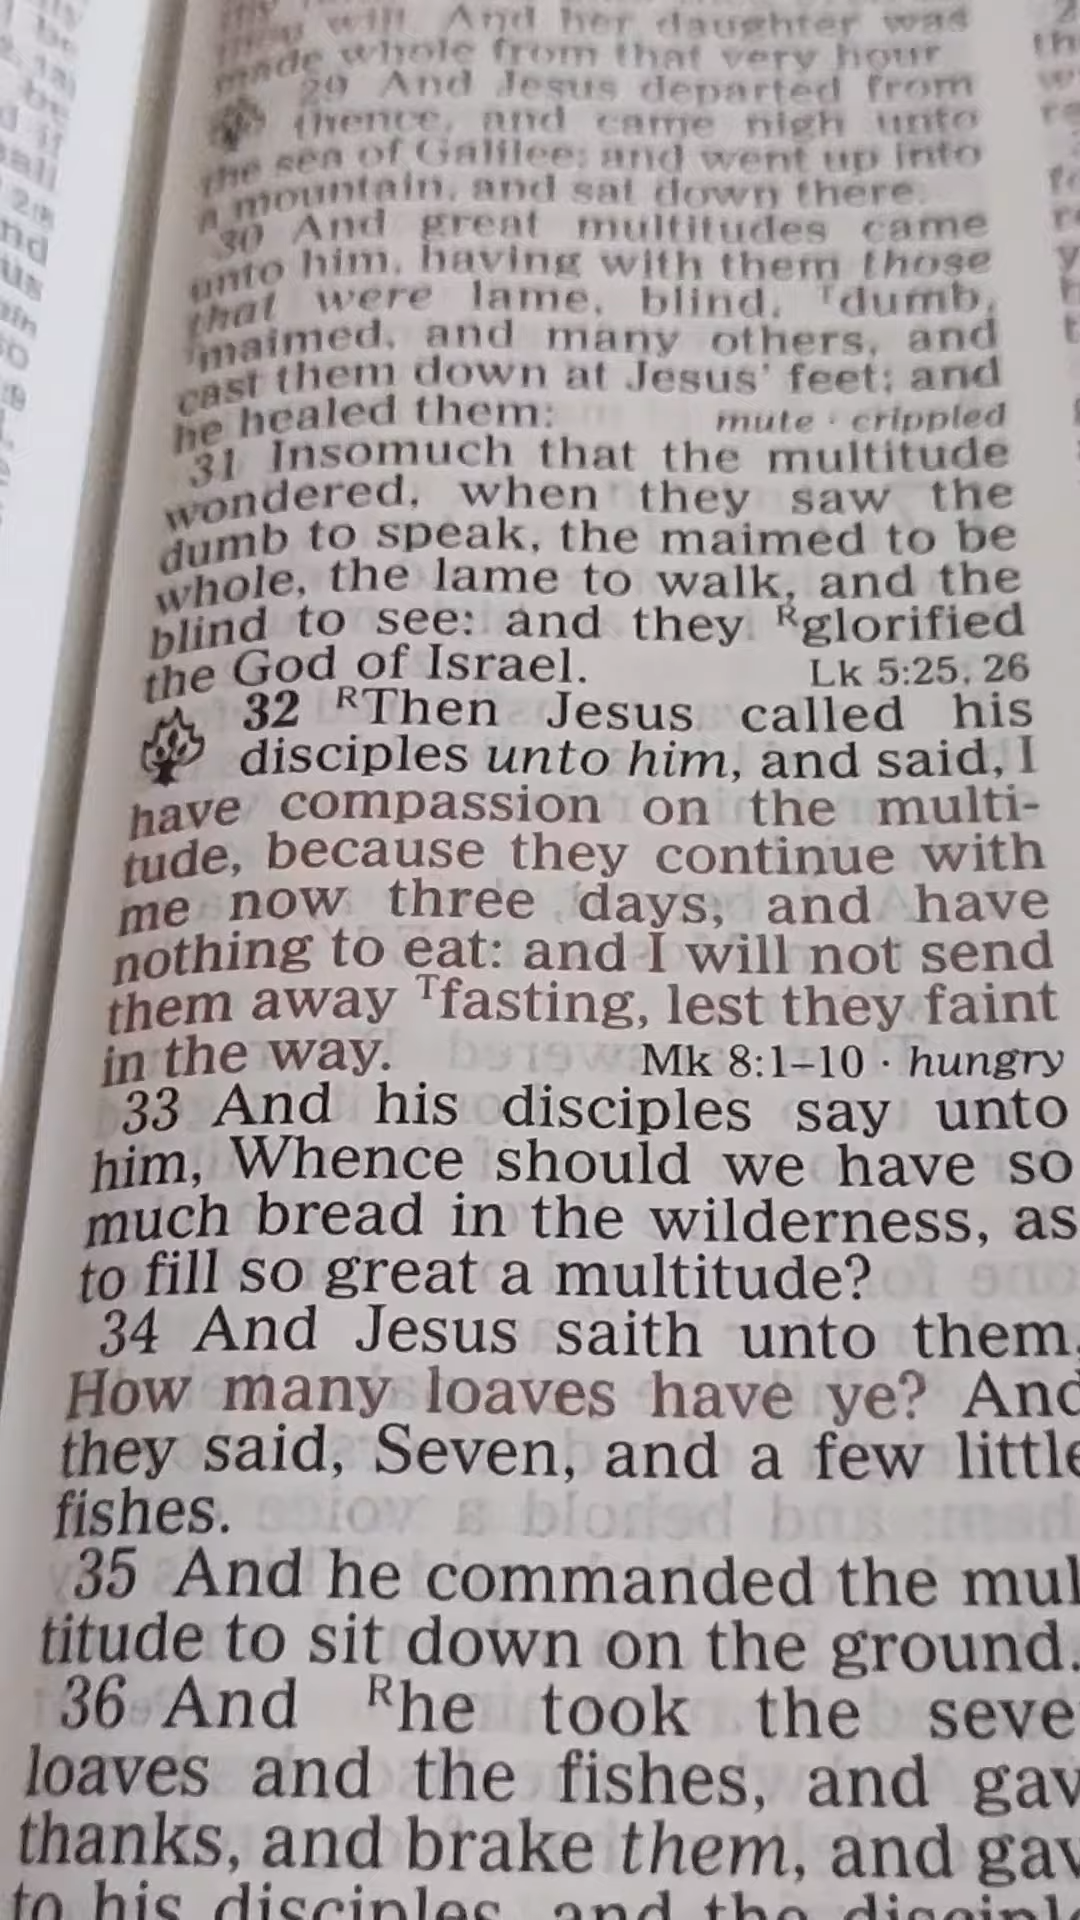 will. And her daughter was
made whole from that very hour
29 And Jesus departed from
thence, and came nigh unto
the sea of Galilee; and went up into
a mountain, and sat down there.
30 And great multitudes came
unto him, having with them those
that were lame, blind, Tdumb,
Tmaimed, and many others, and
cast them down at Jesus' feet; and
he healed them: mute · crippled
31 Insomuch that the multitude
wondered, when they saw the
dumb to speak, the maimed to be
whole, the lame to walk, and the
blind to see: and they Rglorified
the God of Israel. Lk 5:25, 26
32 RThen Jesus called his
disciples unto him, and said, I
have compassion on the multi-
tude, because they continue with
me now three days, and have
nothing to eat: and I will not send
them away Tfasting, lest they faint
in the way. Mk 8:1–10 · hungry
33 And his disciples say unto
him, Whence should we have so
much bread in the wilderness, as
to fill so great a multitude?
34 And Jesus saith unto them,
How many loaves have ye? And
they said, Seven, and a few little
fishes.
35 And he commanded the mul
titude to sit down on the ground.
36 And Rhe took the seve
loaves and the fishes, and gav
thanks, and brake them, and gav
to his disciples, and the discipl